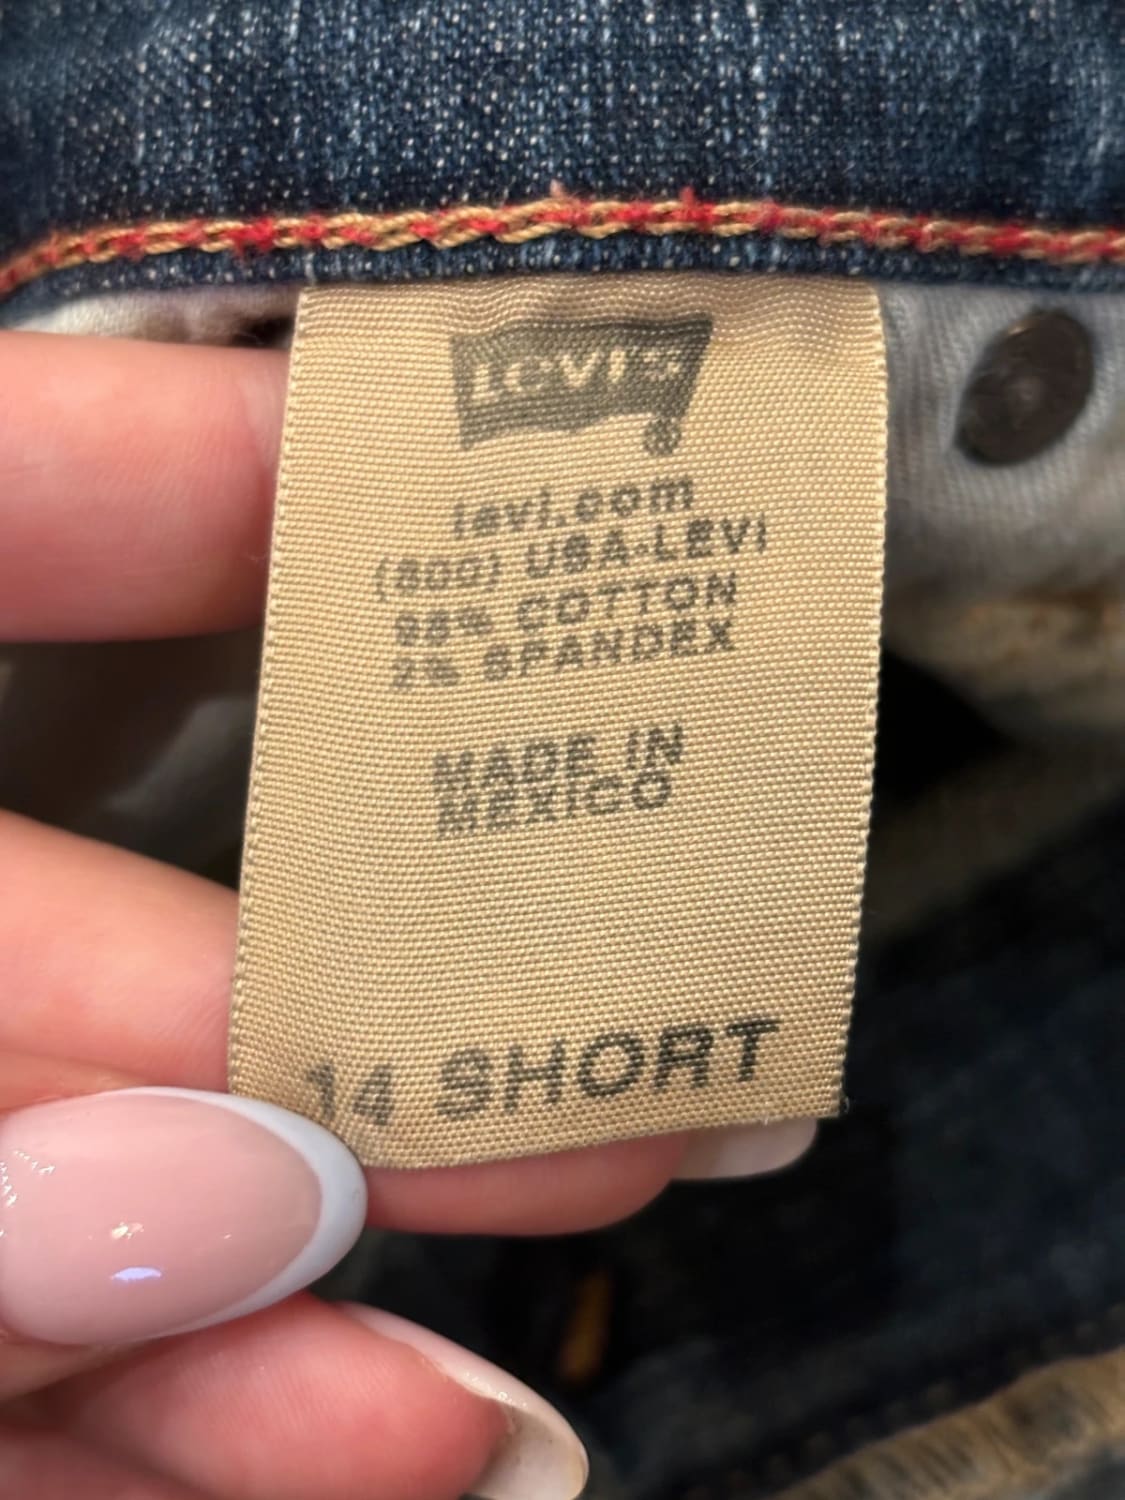 Levi's®
levi.com
(800) USA-LEVI
98% COTTON
2% SPANDEX
MADE IN
MEXICO
14 SHORT